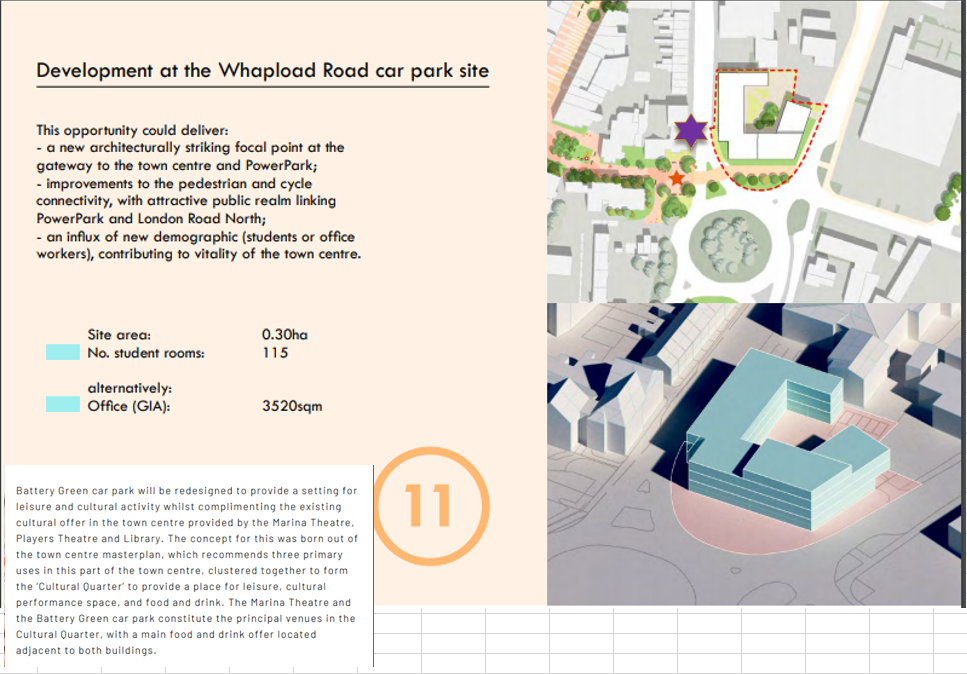 Development at the Whapload Road car park site
This opportunity could deliver:
- a new architecturally striking focal point at the
gateway to the town centre and PowerPark;
- improvements to the pedestrian and cycle
connectivity, with attractive public realm linking
PowerPark and London Road North;
- an influx of new demographic (students or office
workers), contributing to vitality of the town centre.
Site area: 0.30ha
No. student rooms: 115
alternatively:
Office (GIA): 3520sqm
11
Battery Green car park will be redesigned to provide a setting for
leisure and cultural activity whilst complimenting the existing
cultural offer in the town centre provided by the Marina Theatre,
Players Theatre and Library. The concept for this was born out of
the town centre masterplan, which recommends three primary
uses in this part of the town centre, clustered together to form
the 'Cultural Quarter' to provide a place for leisure, cultural
performance space, and food and drink. The Marina Theatre and
the Battery Green car park constitute the principal venues in the
Cultural Quarter, with a main food and drink offer located
adjacent to both buildings.